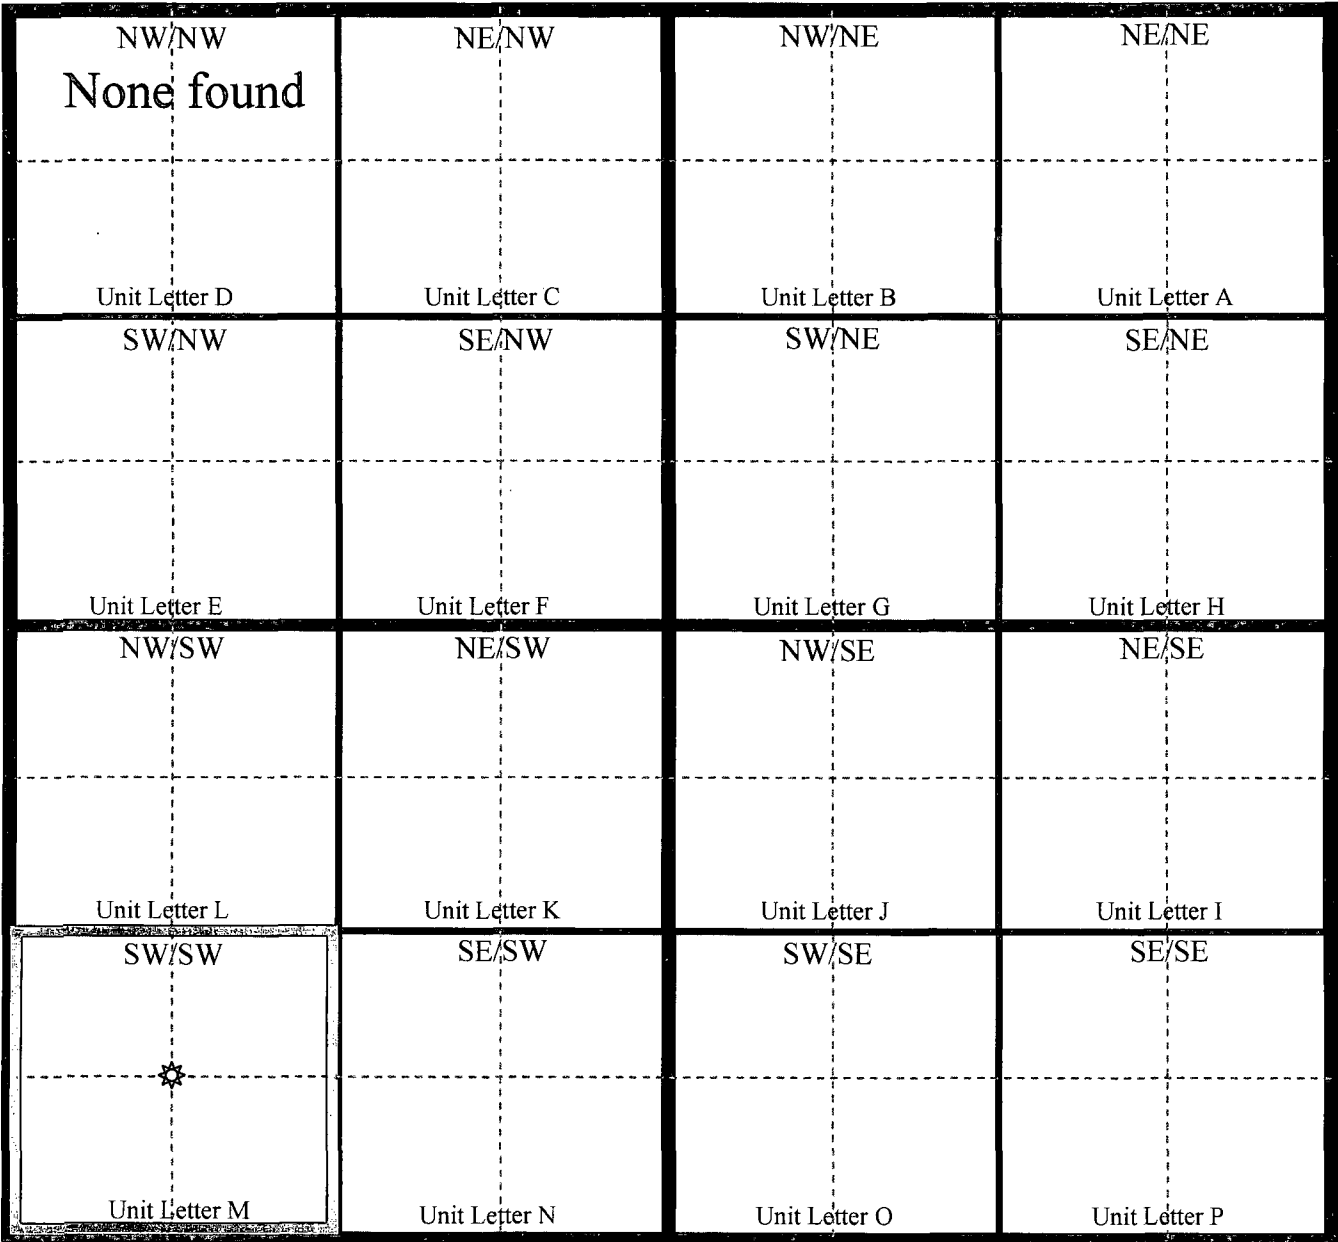 NW/NW NE/NW NW/NE NE/NE
None found
Unit Letter D Unit Letter C Unit Letter B Unit Letter A
SW/NW SE/NW SW/NE SE/NE
Unit Letter E Unit Letter F Unit Letter G Unit Letter H
NW/SW NE/SW NW/SE NE/SE
Unit Letter L Unit Letter K Unit Letter J Unit Letter I
SW/SW SE/SW SW/SE SE/SE
Unit Letter M Unit Letter N Unit Letter O Unit Letter P